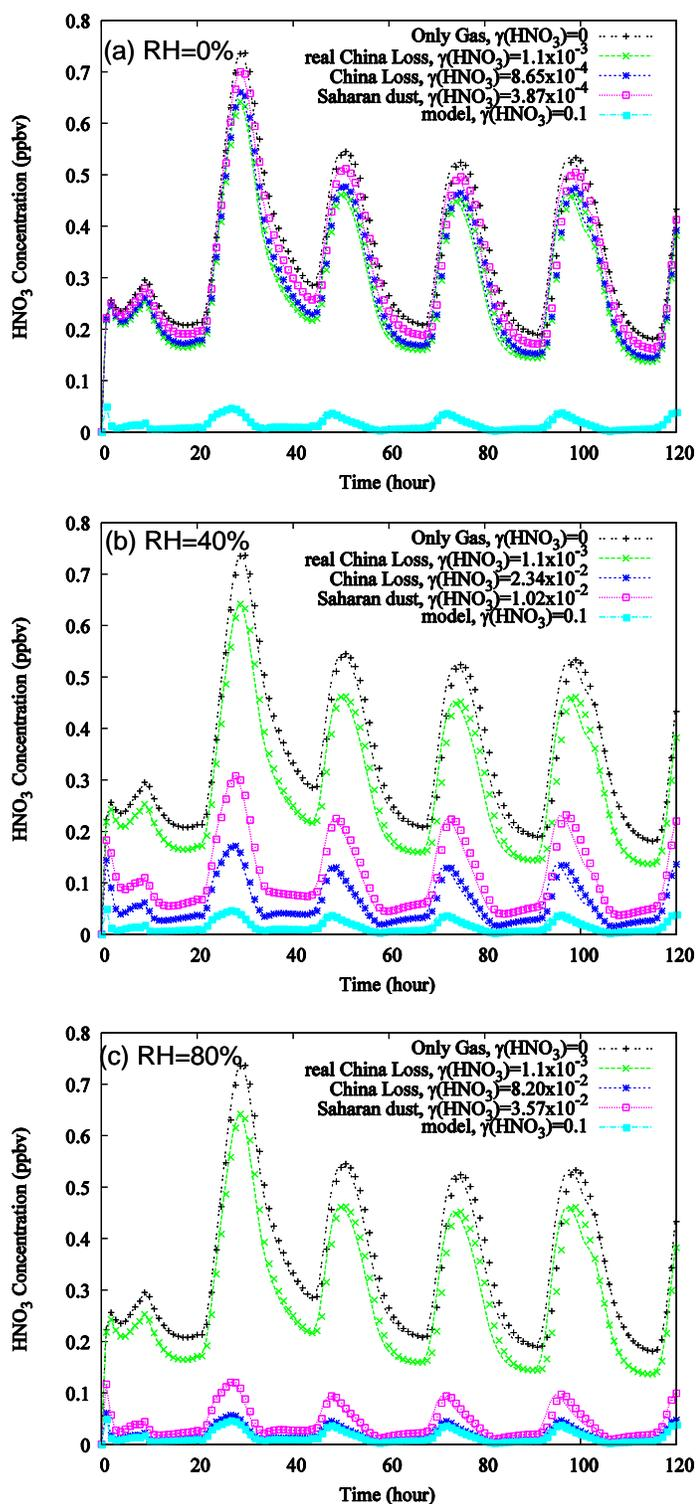 (a) RH=0%
Only Gas, γ(HNO3)=0
real China Loss, γ(HNO3)=1.1x10-3
China Loss, γ(HNO3)=8.65x10-4
Saharan dust, γ(HNO3)=3.87x10-4
model, γ(HNO3)=0.1
HNO3 Concentration (ppbv)
0.8
0.7
0.6
0.5
0.4
0.3
0.2
0.1
0
0 20 40 60 80 100 120
Time (hour)
(b) RH=40%
Only Gas, γ(HNO3)=0
real China Loss, γ(HNO3)=1.1x10-3
China Loss, γ(HNO3)=2.34x10-2
Saharan dust, γ(HNO3)=1.02x10-2
model, γ(HNO3)=0.1
HNO3 Concentration (ppbv)
0.8
0.7
0.6
0.5
0.4
0.3
0.2
0.1
0
0 20 40 60 80 100 120
Time (hour)
(c) RH=80%
Only Gas, γ(HNO3)=0
real China Loss, γ(HNO3)=1.1x10-3
China Loss, γ(HNO3)=8.20x10-2
Saharan dust, γ(HNO3)=3.57x10-2
model, γ(HNO3)=0.1
HNO3 Concentration (ppbv)
0.8
0.7
0.6
0.5
0.4
0.3
0.2
0.1
0
0 20 40 60 80 100 120
Time (hour)